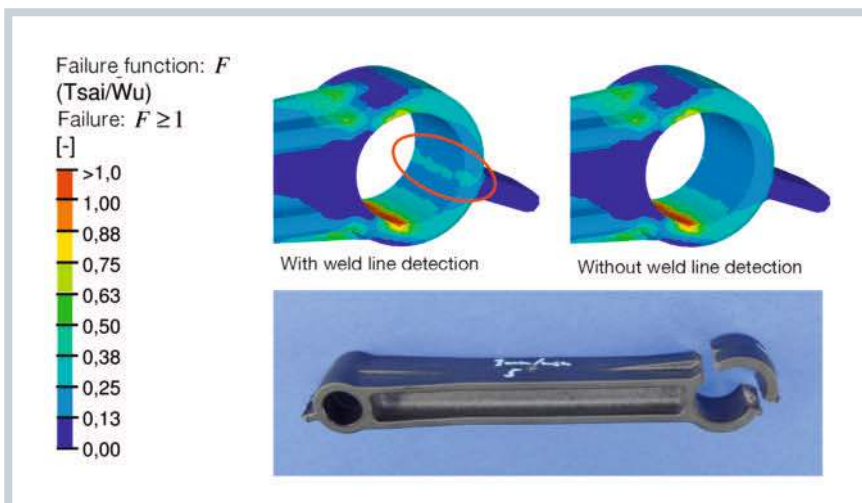 Failure function: F
(Tsai/Wu)
Failure: F ≥ 1
[-]
>1,0
1,00
0,88
0,75
0,63
0,50
0,38
0,25
0,13
0,00
With weld line detection
Without weld line detection
5